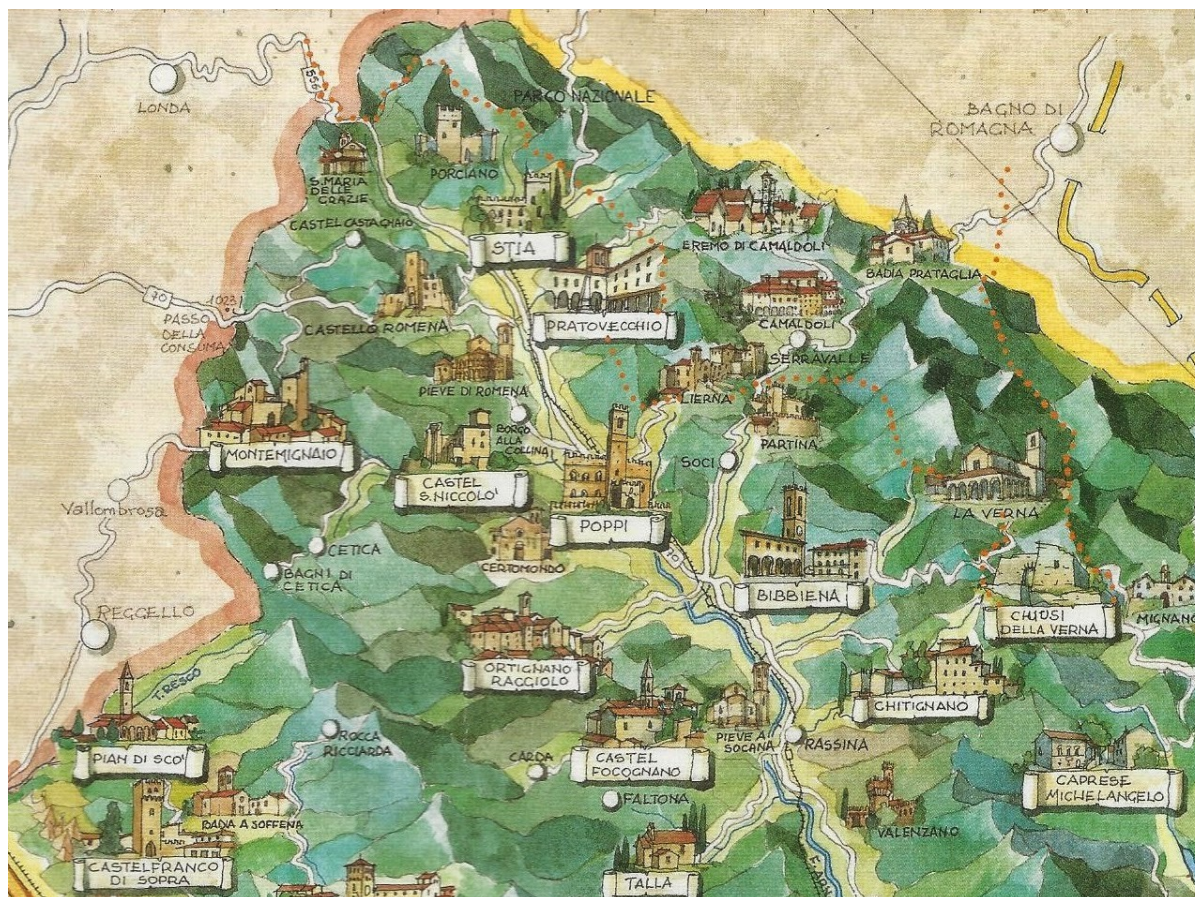 556
LONDA
PARCO NAZIONALE
BAGNO DI
ROMAGNA
PORCIANO
S. MARIA
DELLE
GRAZIE
CASTEL CASTAGNAIO
STIA
EREMO DI CAMALDOLI
BADIA PRATAGLIA
70
1023
PASSO
DELLA
CONSUMA
CASTELLO ROMENA
PRATOVECCHIO
CAMALDOLI
SERRAVALLE
PIEVE DI ROMENA
LIERNA
BORGO
ALLA
COLLINA
PARTINA
MONTEMIGNAIO
CASTEL
S. NICCOLO'
SOCI
LA VERNA
Vallombrosa
POPPI
CETICA
CERTOMONDO
70
BAGNI DI
CETICA
BIBBIENA
REGGELLO
CHIUSI
DELLA VERNA
MIGNANO
ORTIGNANO
RAGGIOLO
T. RESCO
CHITIGNANO
ROCCA
RICCIARDA
PIEVE A
SOCANA
RASSINA
PIAN DI SCO'
CARDA
CASTEL
FOCOGNANO
CAPRESE
MICHELANGELO
FALTONA
BADIA A SOFFENA
VALENZANO
CASTELFRANCO
DI SOPRA
TALLA